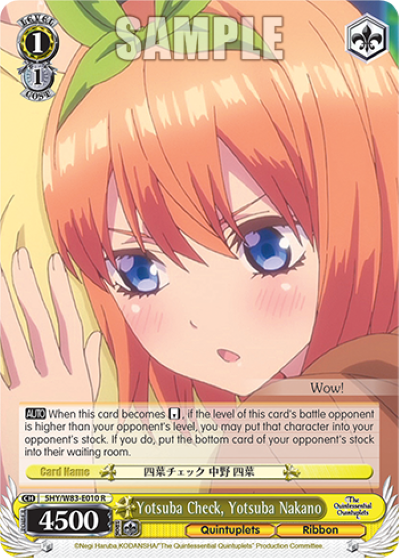 SAMPLE
LEVEL
1
1
COST
Wow!
AUTO When this card becomes , if the level of this card's battle opponent
is higher than your opponent's level, you may put that character into
your opponent's stock. If you do, put the bottom card of your
opponent's stock into their waiting room.
Card Name 四葉チェック 中野 四葉
CH 5HY/W83-E010 R
4500
Yotsuba Check, Yotsuba Nakano
The Quintessential Quintuplets
Quintuplets Ribbon
©Negi Haruba,KODANSHA/"The Quintessential Quintuplets" Production Committee